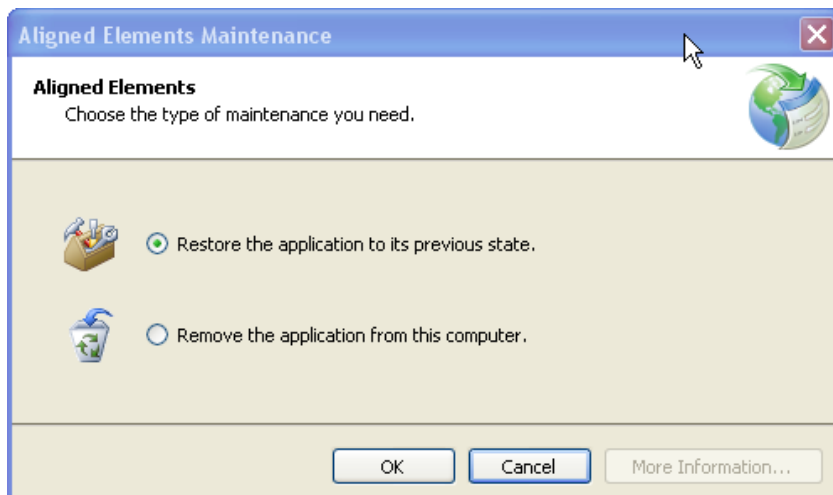 Aligned Elements Maintenance
Aligned Elements
Choose the type of maintenance you need.
Restore the application to its previous state.
Remove the application from this computer.
OK Cancel More Information...